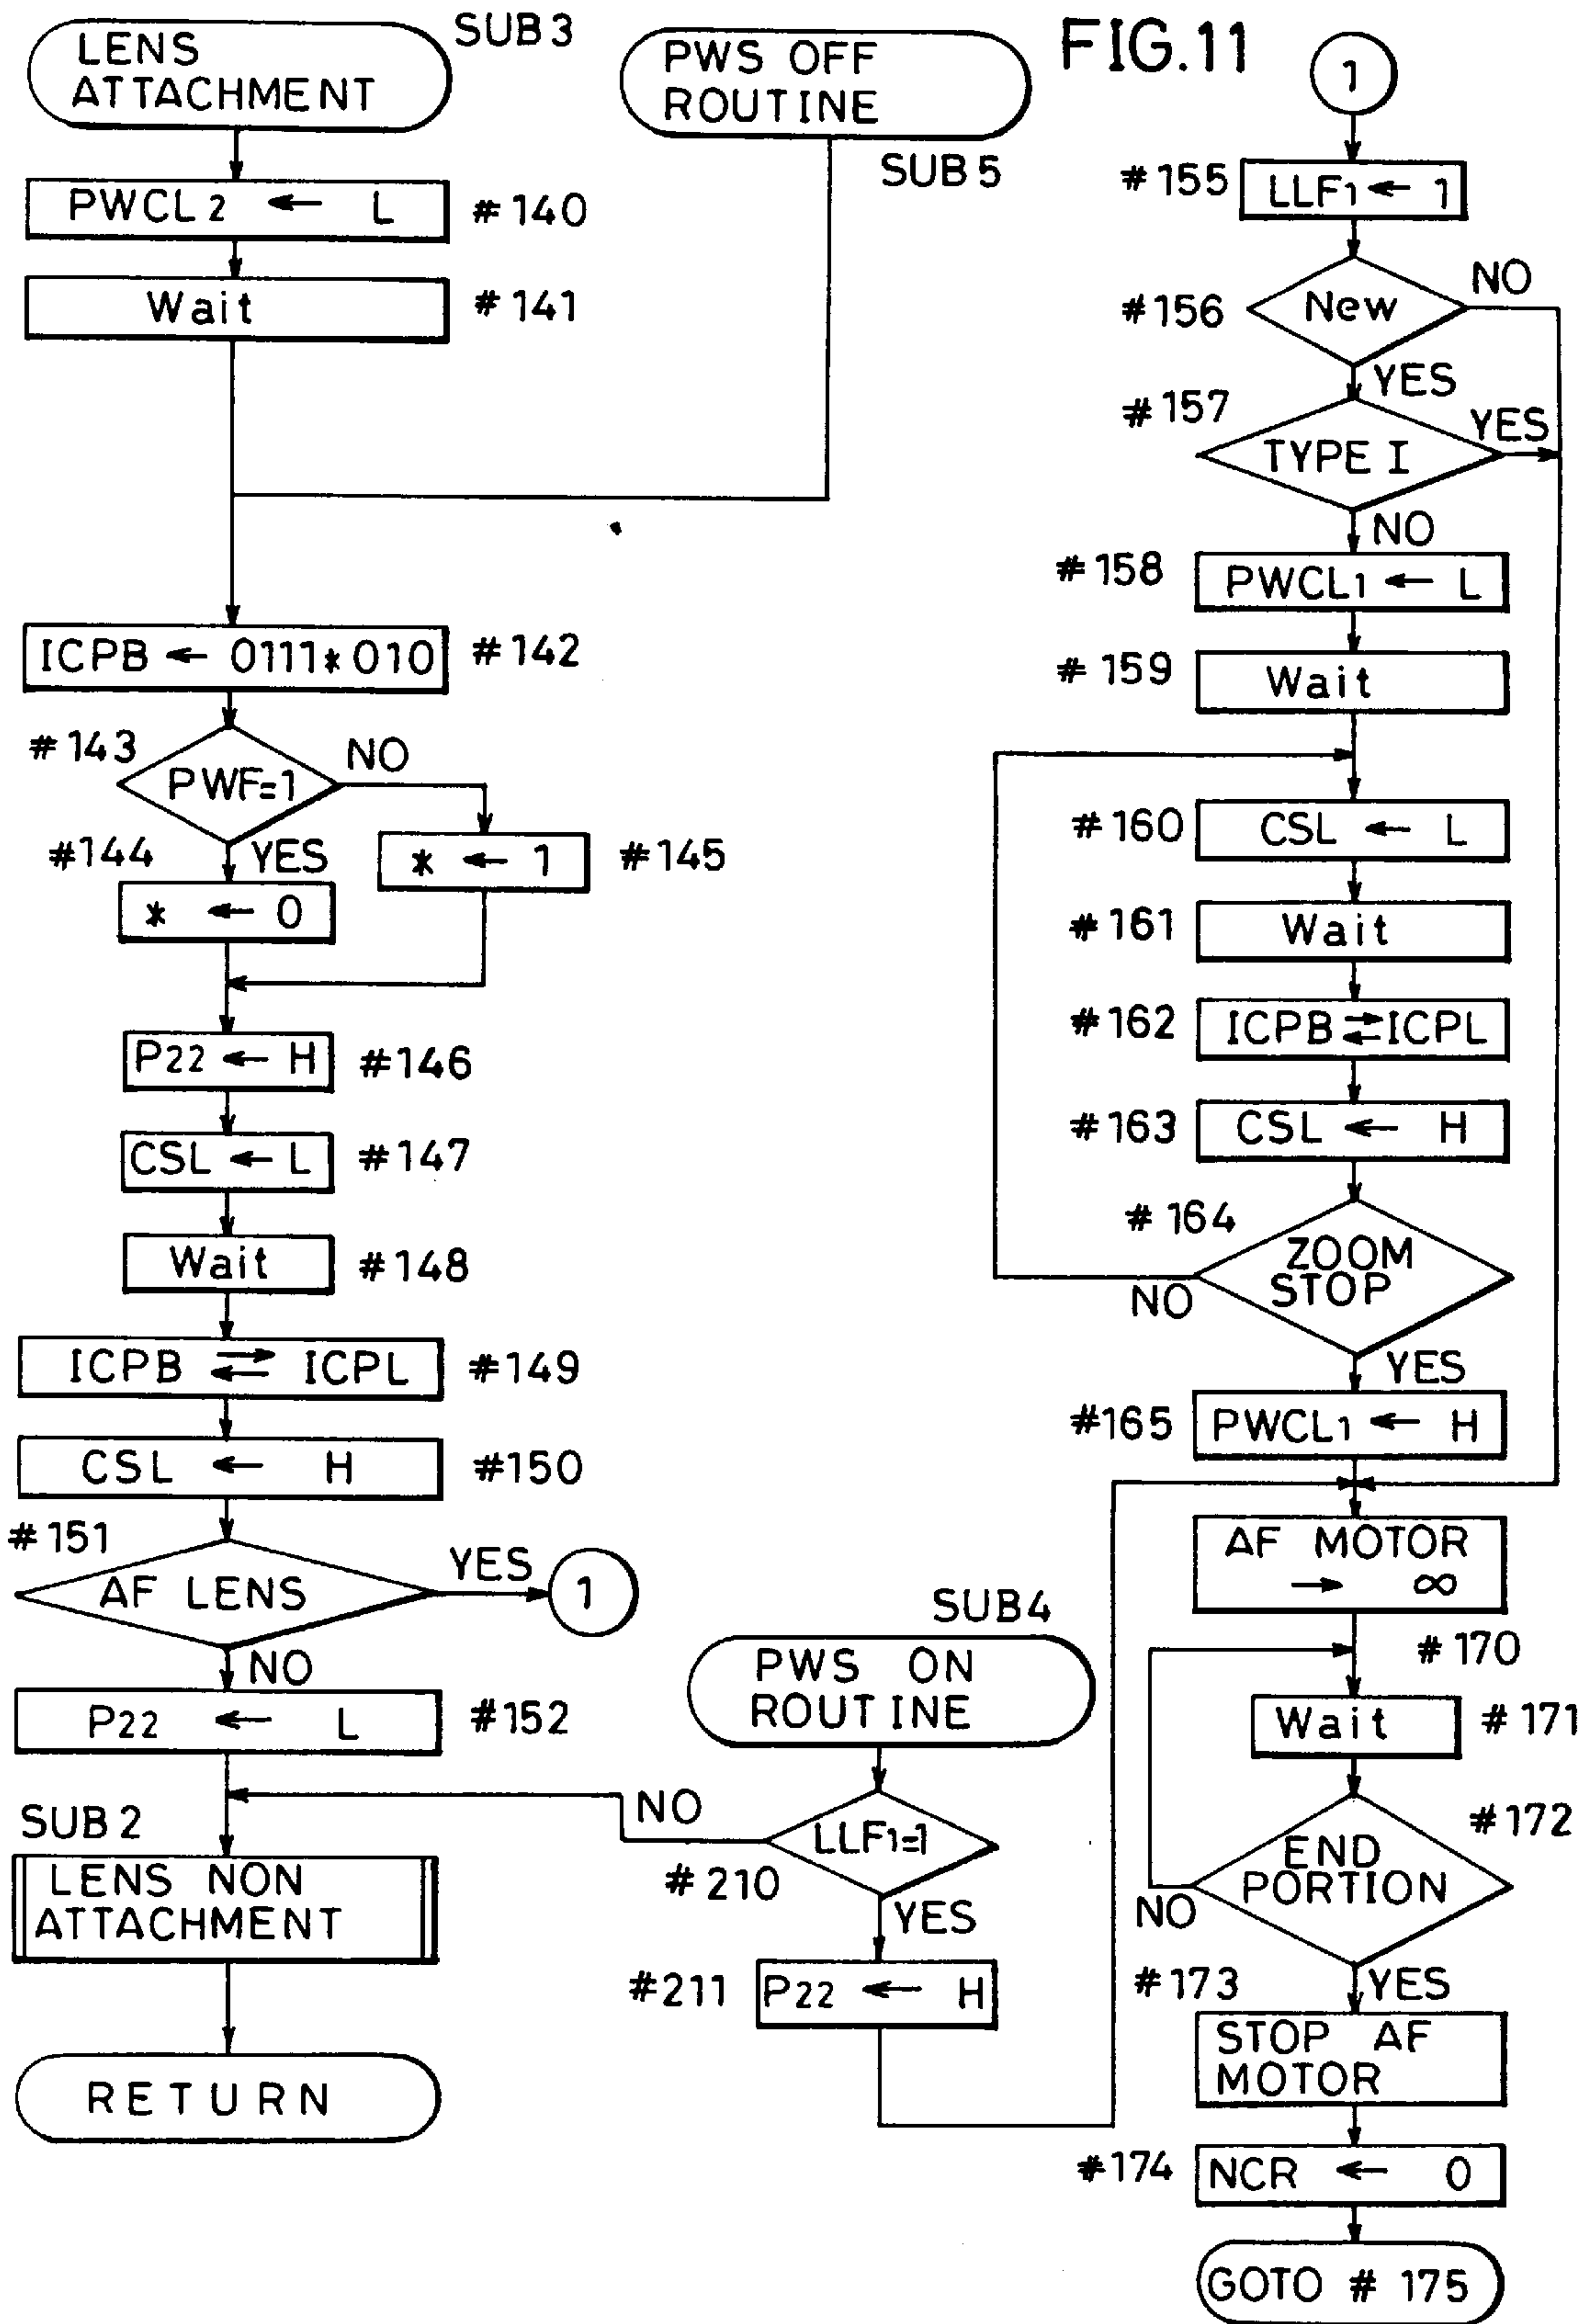 FIG.11
LENS
ATTACHMENT
SUB3
PWCL2 ← L #140
Wait #141
PWS OFF
ROUTINE
SUB5
ICPB ← 0111*010 #142
#143
PWF=1
NO
YES
#144
* ← 0
* ← 1 #145
P22 ← H #146
CSL ← L #147
Wait #148
ICPB ⇄ ICPL #149
CSL ← H #150
#151
AF LENS
YES
1
NO
P22 ← L #152
SUB2
LENS NON
ATTACHMENT
RETURN
SUB4
PWS ON
ROUTINE
NO
LLF1=1
#210
YES
#211 P22 ← H
1
#155 LLF1 ← 1
#156 New
NO
YES
#157
TYPE I
YES
NO
#158 PWCL1 ← L
#159 Wait
#160 CSL ← L
#161 Wait
#162 ICPB ⇄ ICPL
#163 CSL ← H
#164
ZOOM
STOP
NO
YES
#165 PWCL1 ← H
AF MOTOR
→ ∞
#170
Wait #171
#172
END
PORTION
NO
YES
#173
STOP AF
MOTOR
#174 NCR ← 0
GOTO # 175